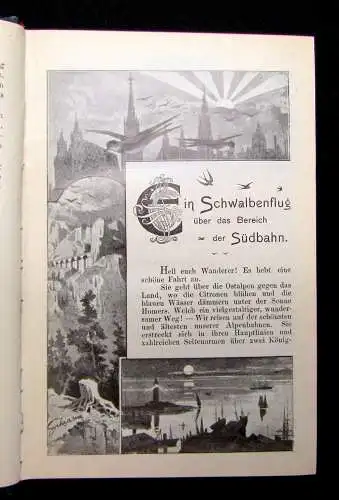 Ein Schwalbenflug
über das Bereich
der Südbahn.
Heil euch Wanderer! Es hebt eine
schöne Fahrt an.
Sie geht über die Ostalpen gegen das
Land, wo die Citronen blühen und die
blauen Wässer dämmern unter der Sonne
Homers. Welch ein vielgestaltiger, wunder-
samer Weg! — Wir reisen auf der schönsten
und ältesten unserer Alpenbahnen. Sie
erstreckt sich in ihren Hauptlinien und
zahlreichen Seitenarmen über zwei König-